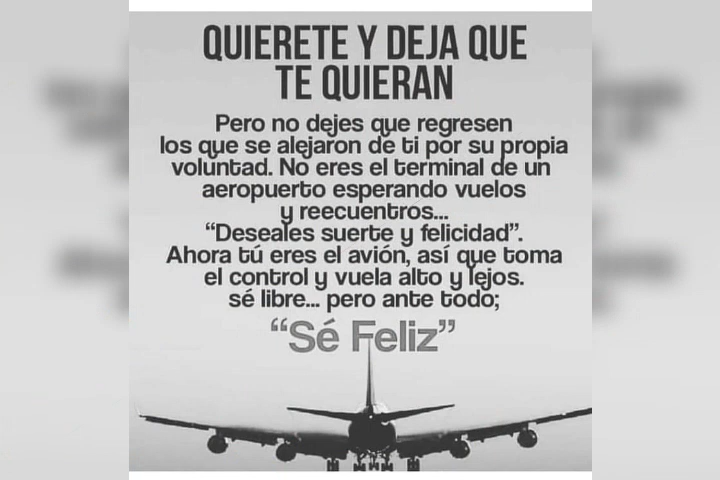 QUIERETE Y DEJA QUE
TE QUIERAN
Pero no dejes que regresen
los que se alejaron de ti por su propia
voluntad. No eres el terminal de un
aeropuerto esperando vuelos
y reecuentros...
“Deseales suerte y felicidad”.
Ahora tú eres el avión, así que toma
el control y vuela alto y lejos.
sé libre... pero ante todo;
“Sé Feliz”